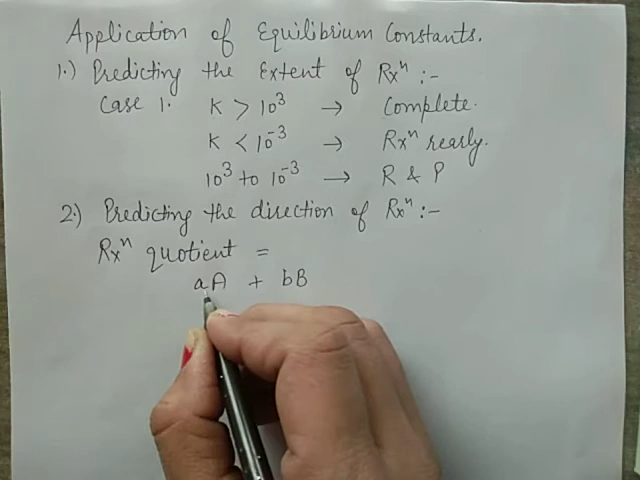 Application of Equilibrium Constants.
1.) Predicting the Extent of Rxⁿ :-
Case 1. K > 10³ → Complete.
K < 10⁻³ → Rxⁿ rearly.
10³ to 10⁻³ → R & P
2.) Predicting the direction of Rxⁿ :-
Rxⁿ quotient =
aA + bB